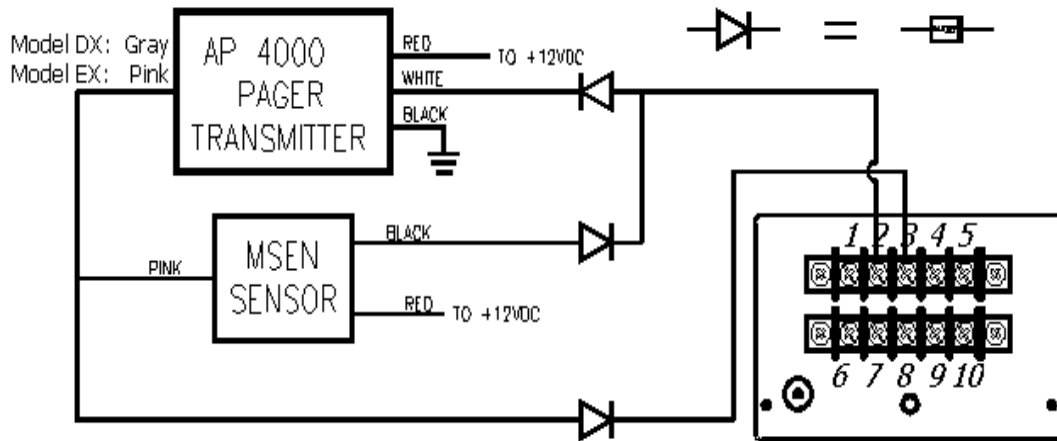 Model DX: Gray
Model EX: Pink
AP 4000
PAGER
TRANSMITTER
RED
TO +12VDC
WHITE
BLACK
=
MSEN
SENSOR
BLACK
PINK
RED
TO +12VDC
1 2 3 4 5
6 7 8 9 10